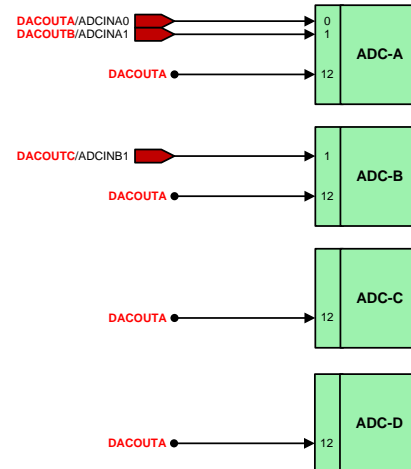 DACOUTA/ADCINA0 0
DACOUTB/ADCINA1 1
ADC-A
DACOUTA 12
DACOUTC/ADCINB1 1
ADC-B
DACOUTA 12
ADC-C
DACOUTA 12
ADC-D
DACOUTA 12